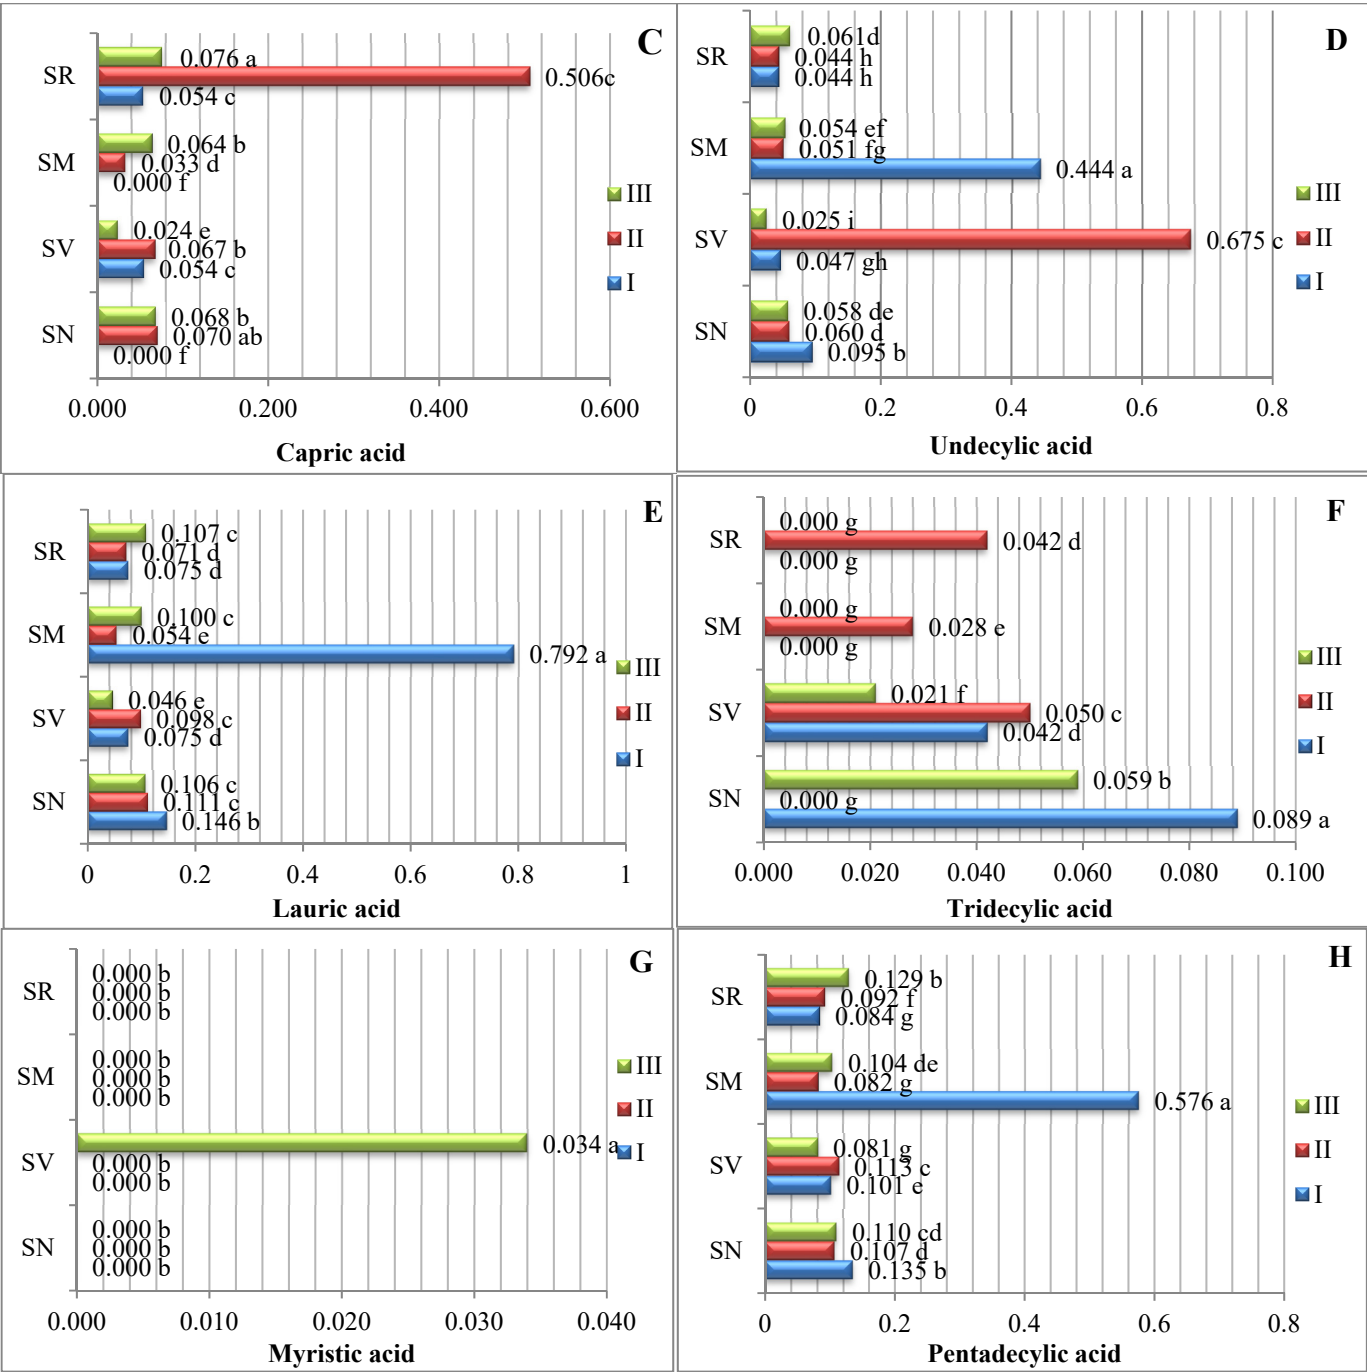 C
SR
0.076 a
0.506c
0.054 c
SM
0.064 b
0.033 d
0.000 f
SV
0.024 e
0.067 b
0.054 c
SN
0.068 b
0.070 ab
0.000 f
III
II
I
0.000 0.200 0.400 0.600
Capric acid
D
SR
0.061d
0.044 h
0.044 h
SM
0.054 ef
0.051 fg
0.444 a
SV
0.025 i
0.675 c
0.047 gh
SN
0.058 de
0.060 d
0.095 b
III
II
I
0 0.2 0.4 0.6 0.8
Undecylic acid
E
SR
0.107 c
0.071 d
0.075 d
SM
0.100 c
0.054 e
0.792 a
SV
0.046 e
0.098 c
0.075 d
SN
0.106 c
0.111 c
0.146 b
III
II
I
0 0.2 0.4 0.6 0.8 1
Lauric acid
F
SR
0.000 g
0.042 d
0.000 g
SM
0.000 g
0.028 e
0.000 g
SV
0.021 f
0.050 c
0.042 d
SN
0.059 b
0.000 g
0.089 a
III
II
I
0.000 0.020 0.040 0.060 0.080 0.100
Tridecylic acid
G
SR
0.000 b
0.000 b
0.000 b
SM
0.000 b
0.000 b
0.000 b
SV
0.034 a
0.000 b
0.000 b
SN
0.000 b
0.000 b
0.000 b
III
II
I
0.000 0.010 0.020 0.030 0.040
Myristic acid
H
SR
0.129 b
0.092 f
0.084 g
SM
0.104 de
0.082 g
0.576 a
SV
0.081 g
0.113 c
0.101 e
SN
0.110 cd
0.107 d
0.135 b
III
II
I
0 0.2 0.4 0.6 0.8
Pentadecylic acid